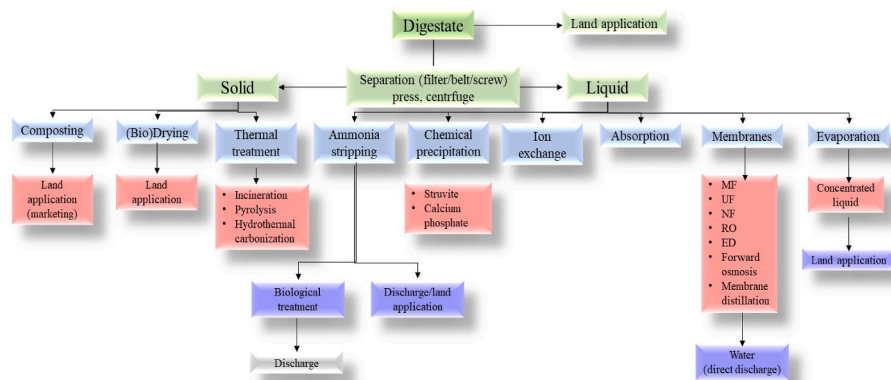 Digestate
Land application
Solid
Separation (filter/belt/screw)
press, centrfuge
Liquid
Composting
(Bio)Drying
Thermal
treatment
Ammonia
stripping
Chemical
precipitation
Ion
exchange
Absorption
Membranes
Evaporation
Land
application
(marketing)
Land
application
• Incineration
• Pyrolysis
• Hydrothermal
carbonization
• Struvite
• Calcium
phosphate
• MF
• UF
• NF
• RO
• ED
• Forward
osmosis
• Membrane
distillation
Concentrated
liquid
Land application
Biological
treatment
Discharge/land
application
Discharge
Water
(direct discharge)